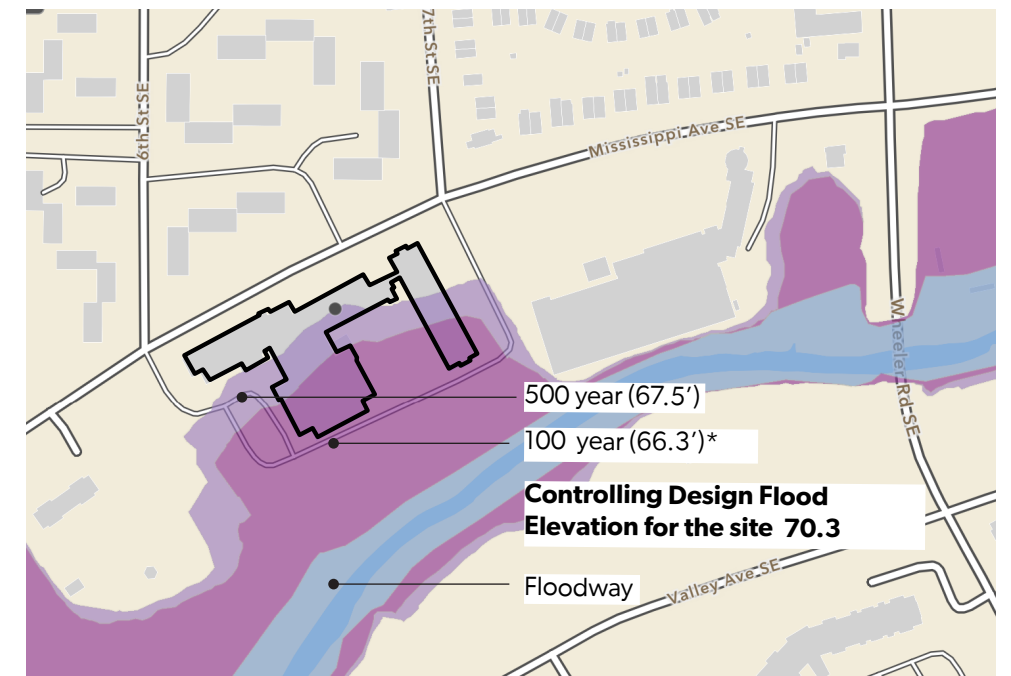 7th St SE
6th St SE
Mississippi Ave SE
Wheeler Rd SE
500 year (67.5’)
100 year (66.3’)*
Controlling Design Flood
Elevation for the site 70.3
Floodway
Valley Ave SE